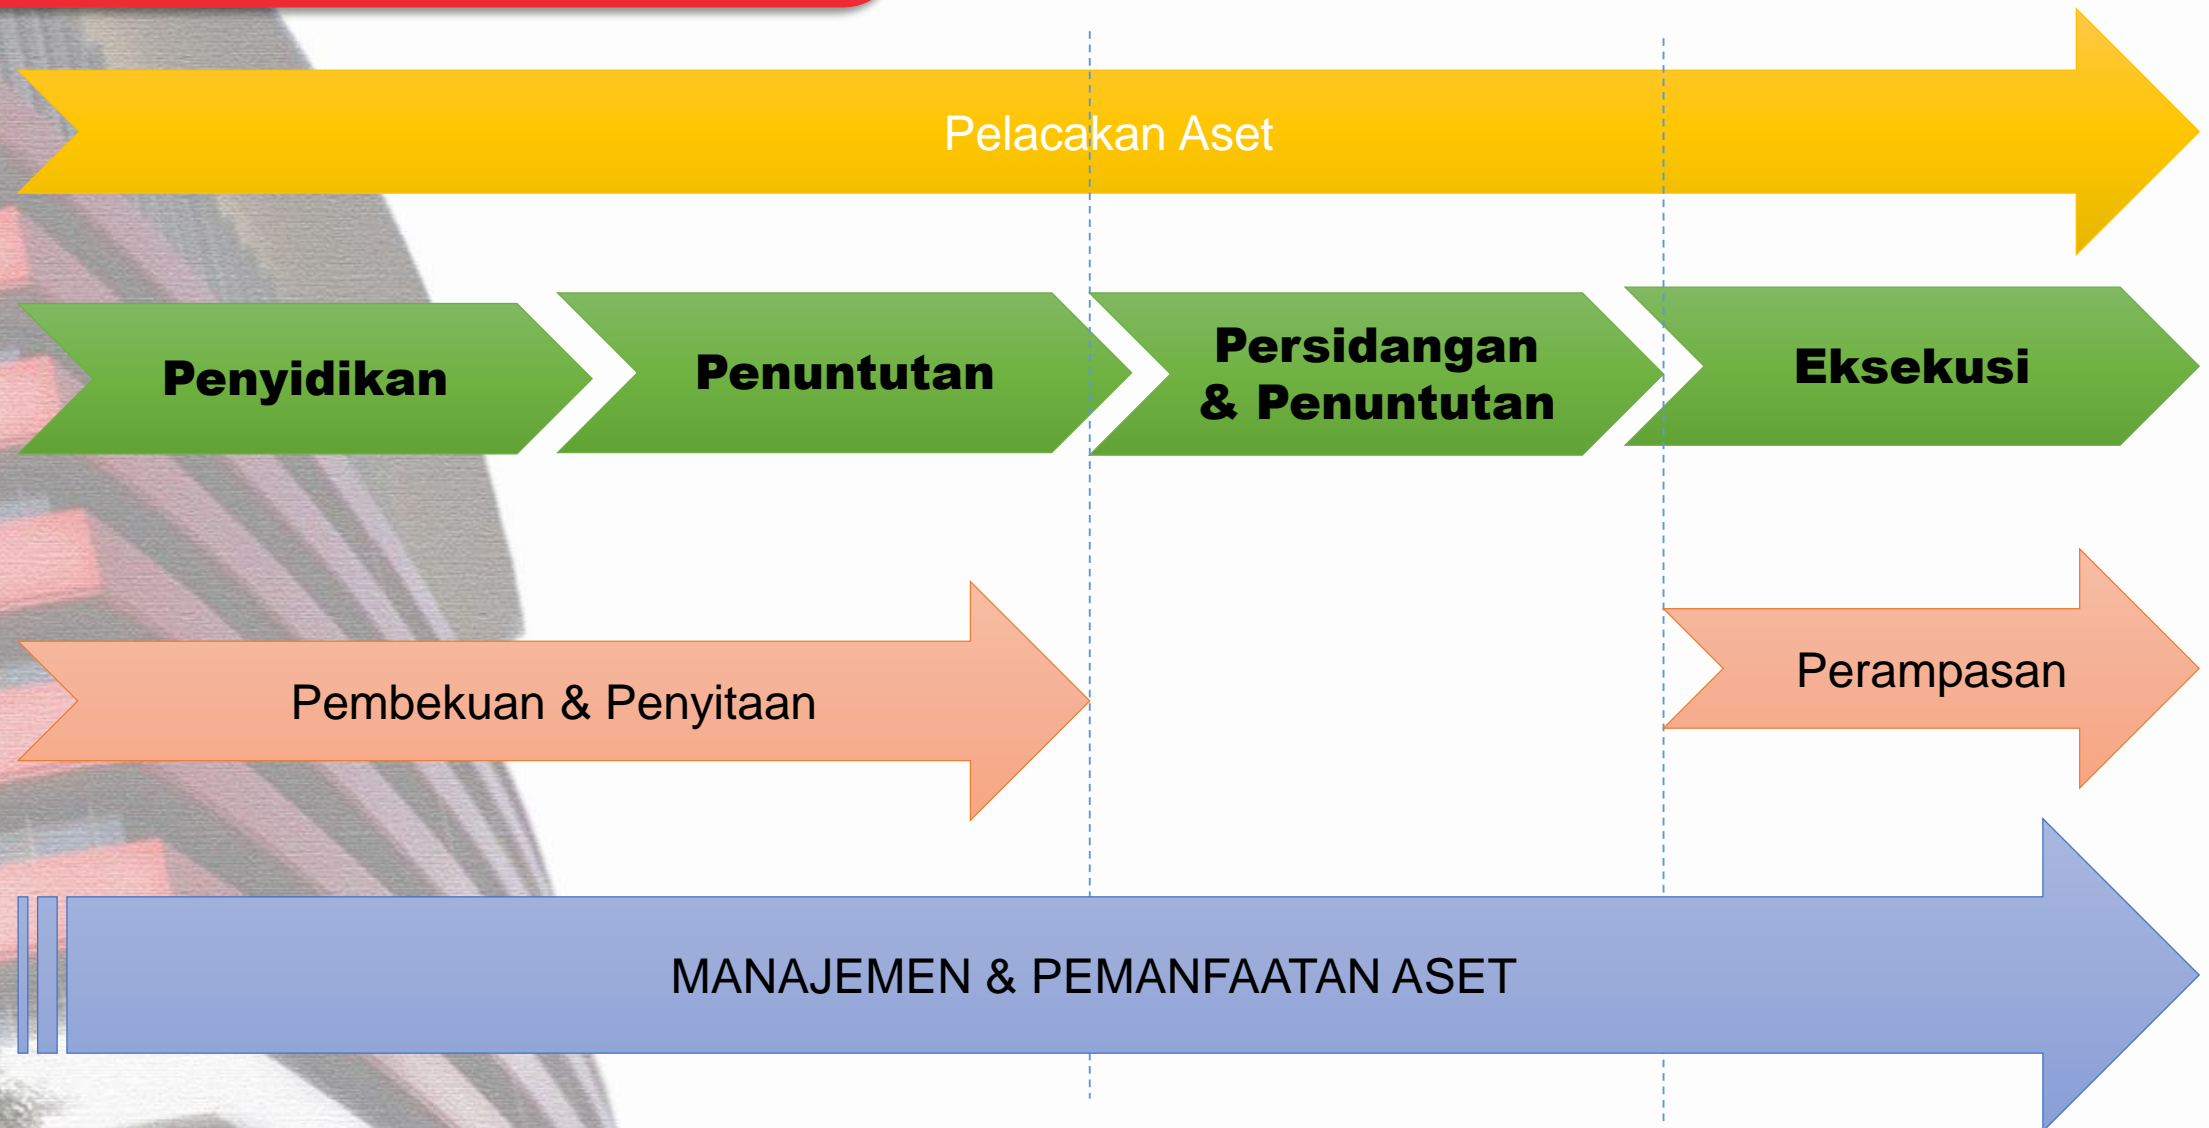 Pelacakan Aset
Penyidikan
Penuntutan
Persidangan
& Penuntutan
Eksekusi
Pembekuan & Penyitaan
Perampasan
MANAJEMEN & PEMANFAATAN ASET